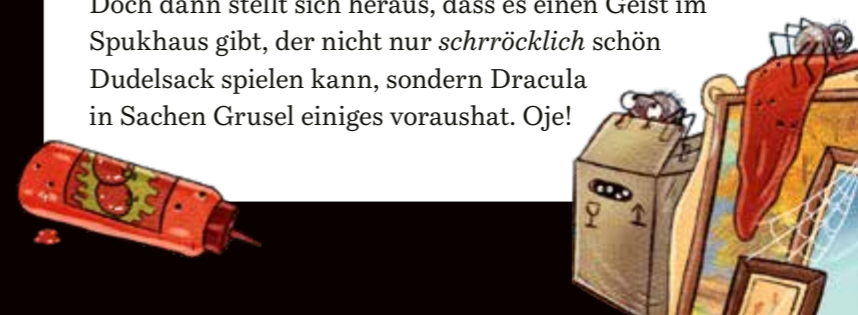 Doch dann stellt sich heraus, dass es einen Geist im
Spukhaus gibt, der nicht nur schrröcklich schön
Dudelsack spielen kann, sondern Dracula
in Sachen Grusel einiges voraushat. Oje!